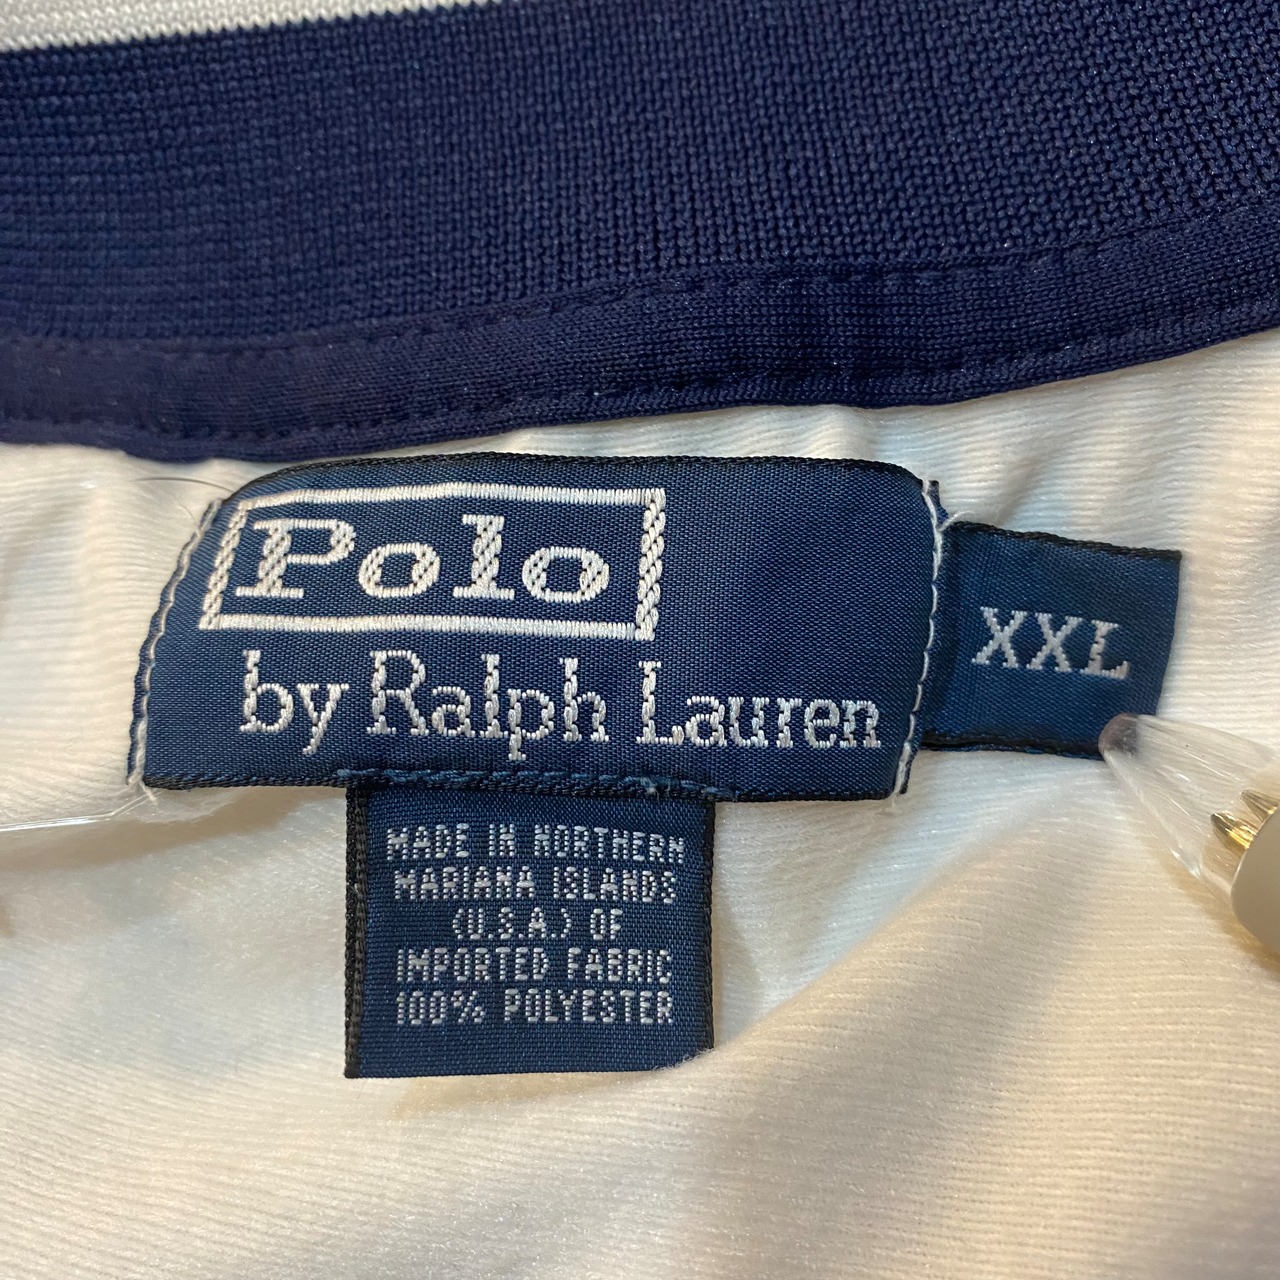 Polo
by Ralph Lauren
XXL
MADE IN NORTHERN
MARIANA ISLANDS
(U.S.A.) OF
IMPORTED FABRIC
100% POLYESTER